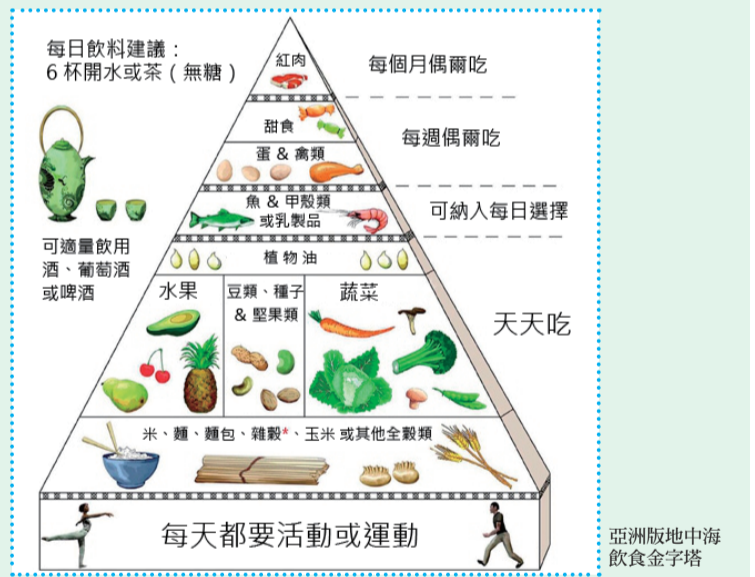 每日飲料建議：
6 杯開水或茶（無糖）
紅肉
每個月偶爾吃
甜食
每週偶爾吃
蛋 & 禽類
魚 & 甲殼類
或乳製品
可納入每日選擇
可適量飲用
酒、葡萄酒
或啤酒
植物油
水果
豆類、種子
& 堅果類
蔬菜
天天吃
米、麵、麵包、雜穀*、玉米 或其他全穀類
每天都要活動或運動
亞洲版地中海
飲食金字塔